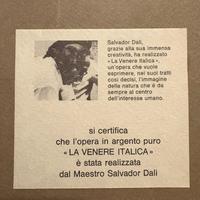 Salvador Dalì,
grazie alla sua immensa
creatività, ha realizzato
«La Venere Italica»,
un'opera che vuole
esprimere, nei suoi tratti
così decisi, l'immagine
della natura che è da
sempre al centro
dell'interesse umano.
si certifica
che l'opera in argento puro
«LA VENERE ITALICA»
è stata realizzata
dal Maestro Salvador Dalì